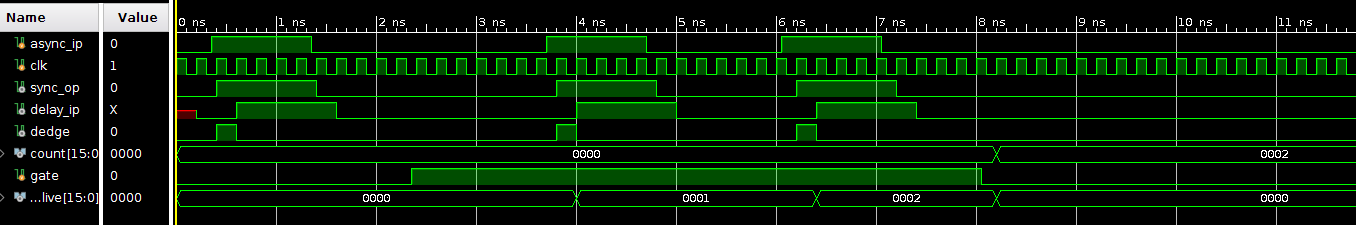 Name Value 0 ns 1 ns 2 ns 3 ns 4 ns 5 ns 6 ns 7 ns 8 ns 9 ns 10 ns 11 ns
async_ip 0
clk 1
sync_op 0
delay_ip X
dedge 0
count[15:0 0000 0000 0002
gate 0
...live[15:0] 0000 0000 0001 0002 0000